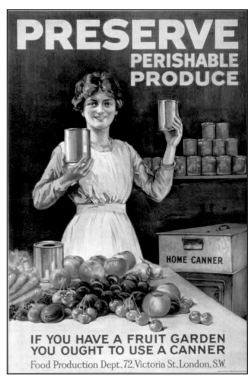 PRESERVE
PERISHABLE
PRODUCE
HOME CANNER
IF YOU HAVE A FRUIT GARDEN
YOU OUGHT TO USE A CANNER
Food Production Dept., 72, Victoria St., London, S.W.